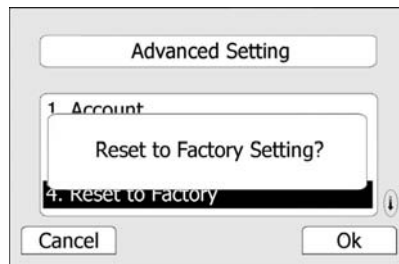 Advanced Setting
1. Account
Reset to Factory Setting?
4. Reset to Factory
Cancel
Ok